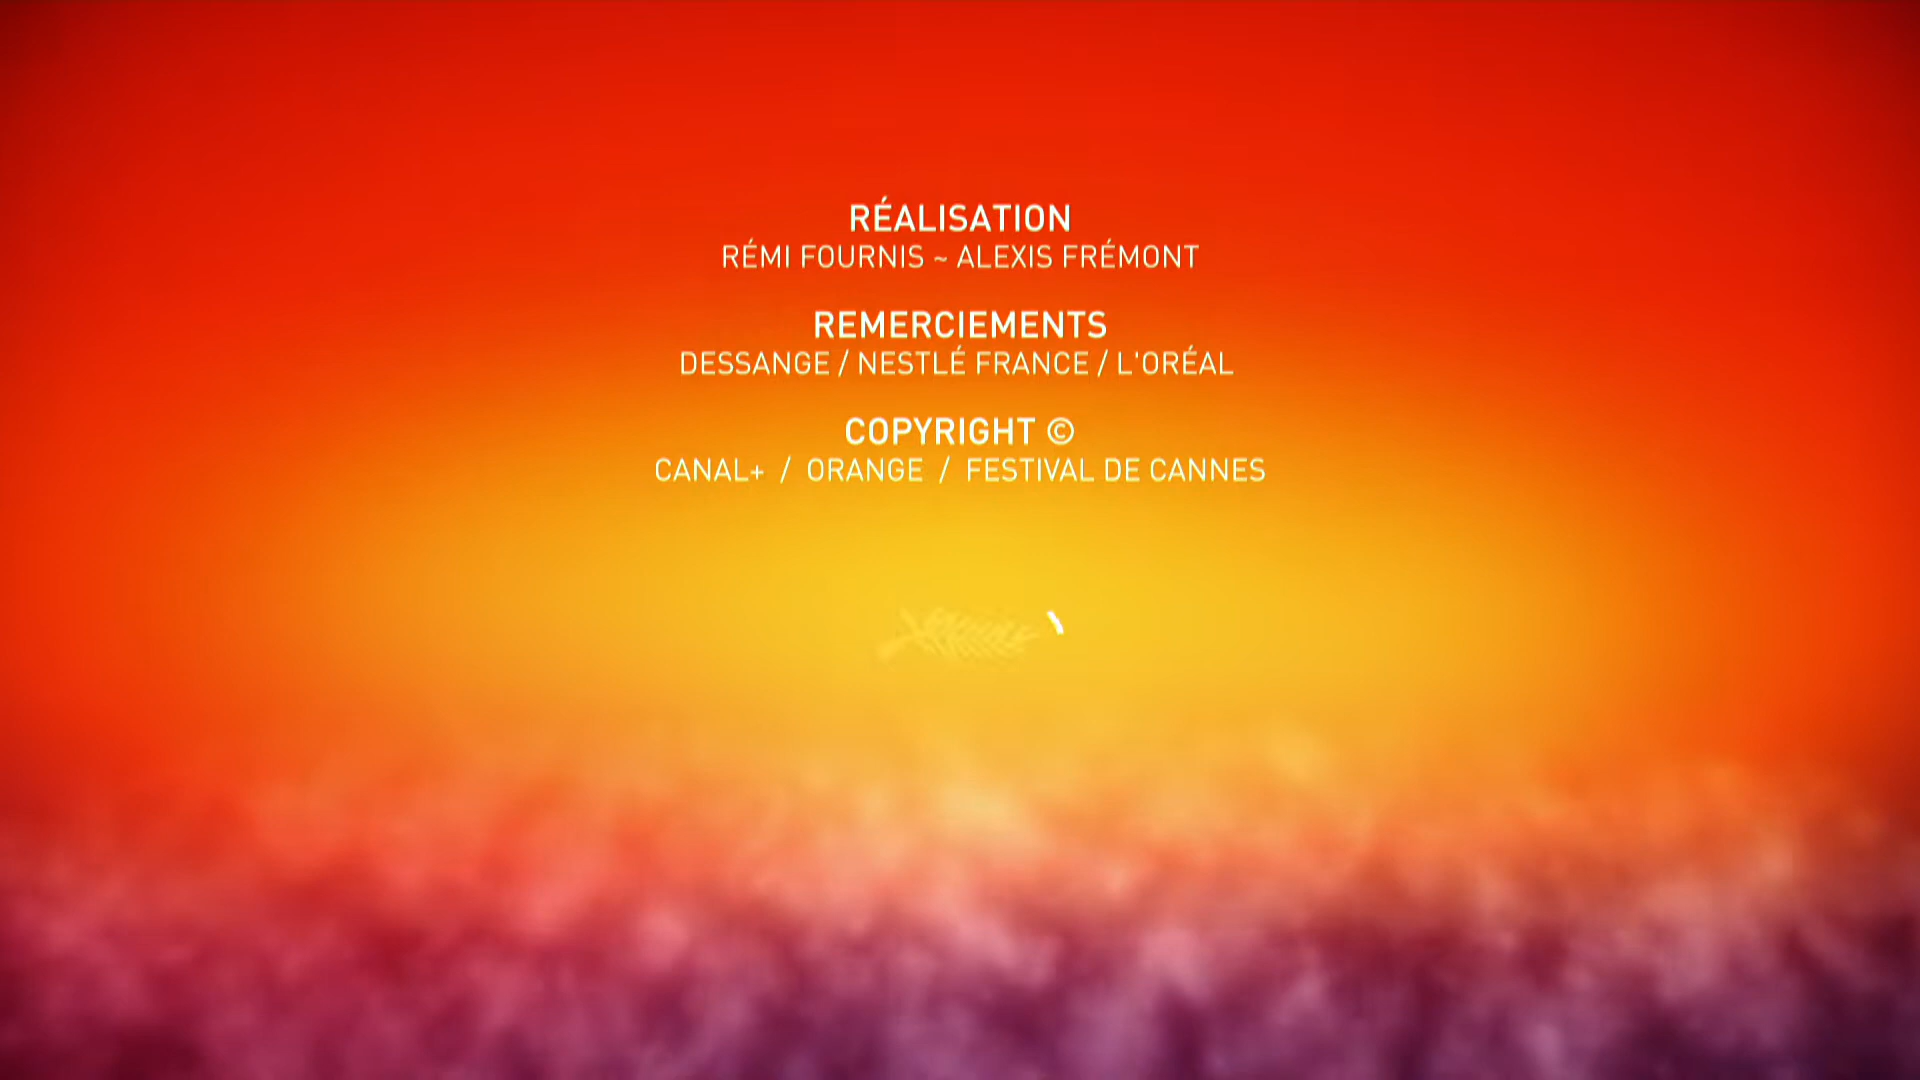 RÉALISATION
RÉMI FOURNIS ~ ALEXIS FRÉMONT
REMERCIEMENTS
DESSANGE / NESTLÉ FRANCE / L'ORÉAL
COPYRIGHT ©
CANAL+ / ORANGE / FESTIVAL DE CANNES